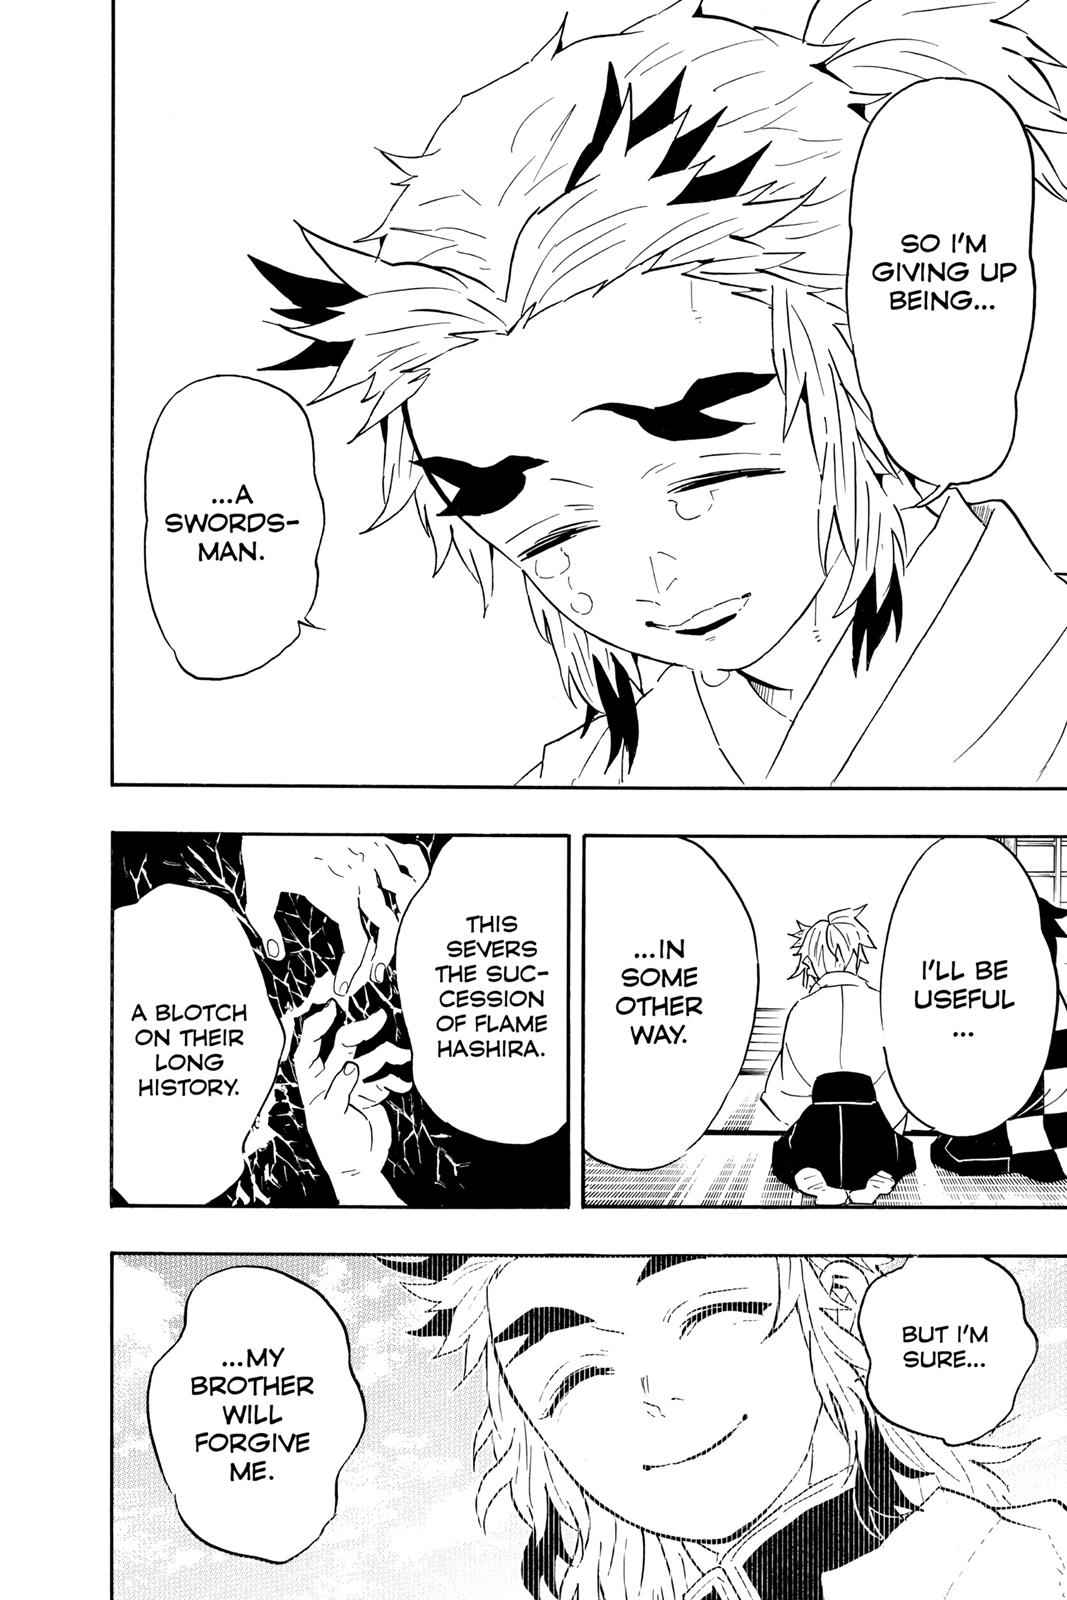 SO I'M
GIVING UP
BEING...
...A
SWORDS-
MAN.
I'LL BE
USEFUL
...
...IN
SOME
OTHER
WAY.
THIS
SEVERS
THE SUC-
CESSION
OF FLAME
HASHIRA.
A BLOTCH
ON THEIR
LONG
HISTORY.
BUT I'M
SURE...
...MY
BROTHER
WILL
FORGIVE
ME.